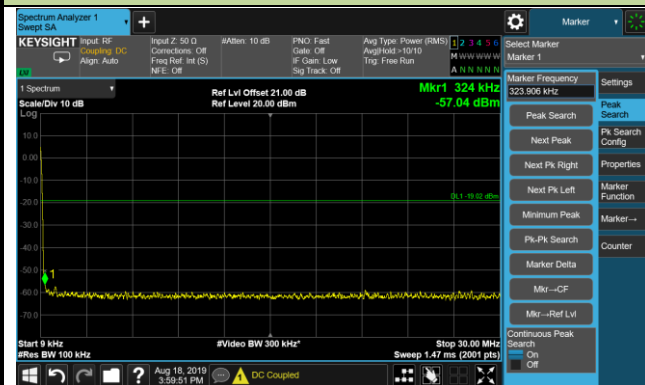 Spectrum Analyzer 1
Swept SA
+
Marker
KEYSIGHT
Input: RF
Coupling: DC
Align: Auto
Input Z: 50 Ω
Corrections: Off
Freq Ref: Int (S)
NFE: Off
#Atten: 10 dB
PNO: Fast
Gate: Off
IF Gain: Low
Sig Track: Off
Avg Type: Power (RMS)
Avg|Hold:>10/10
Trig: Free Run
1 2 3 4 5 6
M W W W W W
A N N N N N
LV
Select Marker
Marker 1
1 Spectrum
Scale/Div 10 dB
Log
Ref Lvl Offset 21.00 dB
Ref Level 20.00 dBm
Mkr1 324 kHz
-57.04 dBm
10.0
0.00
-10.0
-20.0
-30.0
-40.0
-50.0
-60.0
-70.0
DL1 -19.02 dBm
1
Start 9 kHz
#Res BW 100 kHz
#Video BW 300 kHz*
Stop 30.00 MHz
Sweep 1.47 ms (2001 pts)
Marker Frequency
323.906 kHz
Peak Search
Next Peak
Next Pk Right
Next Pk Left
Minimum Peak
Pk-Pk Search
Marker Delta
Mkr→CF
Mkr→Ref Lvl
Continuous Peak
Search
On
Off
Settings
Peak
Search
Pk Search
Config
Properties
Marker
Function
Marker→
Counter
?
Aug 18, 2019
3:59:51 PM
DC Coupled